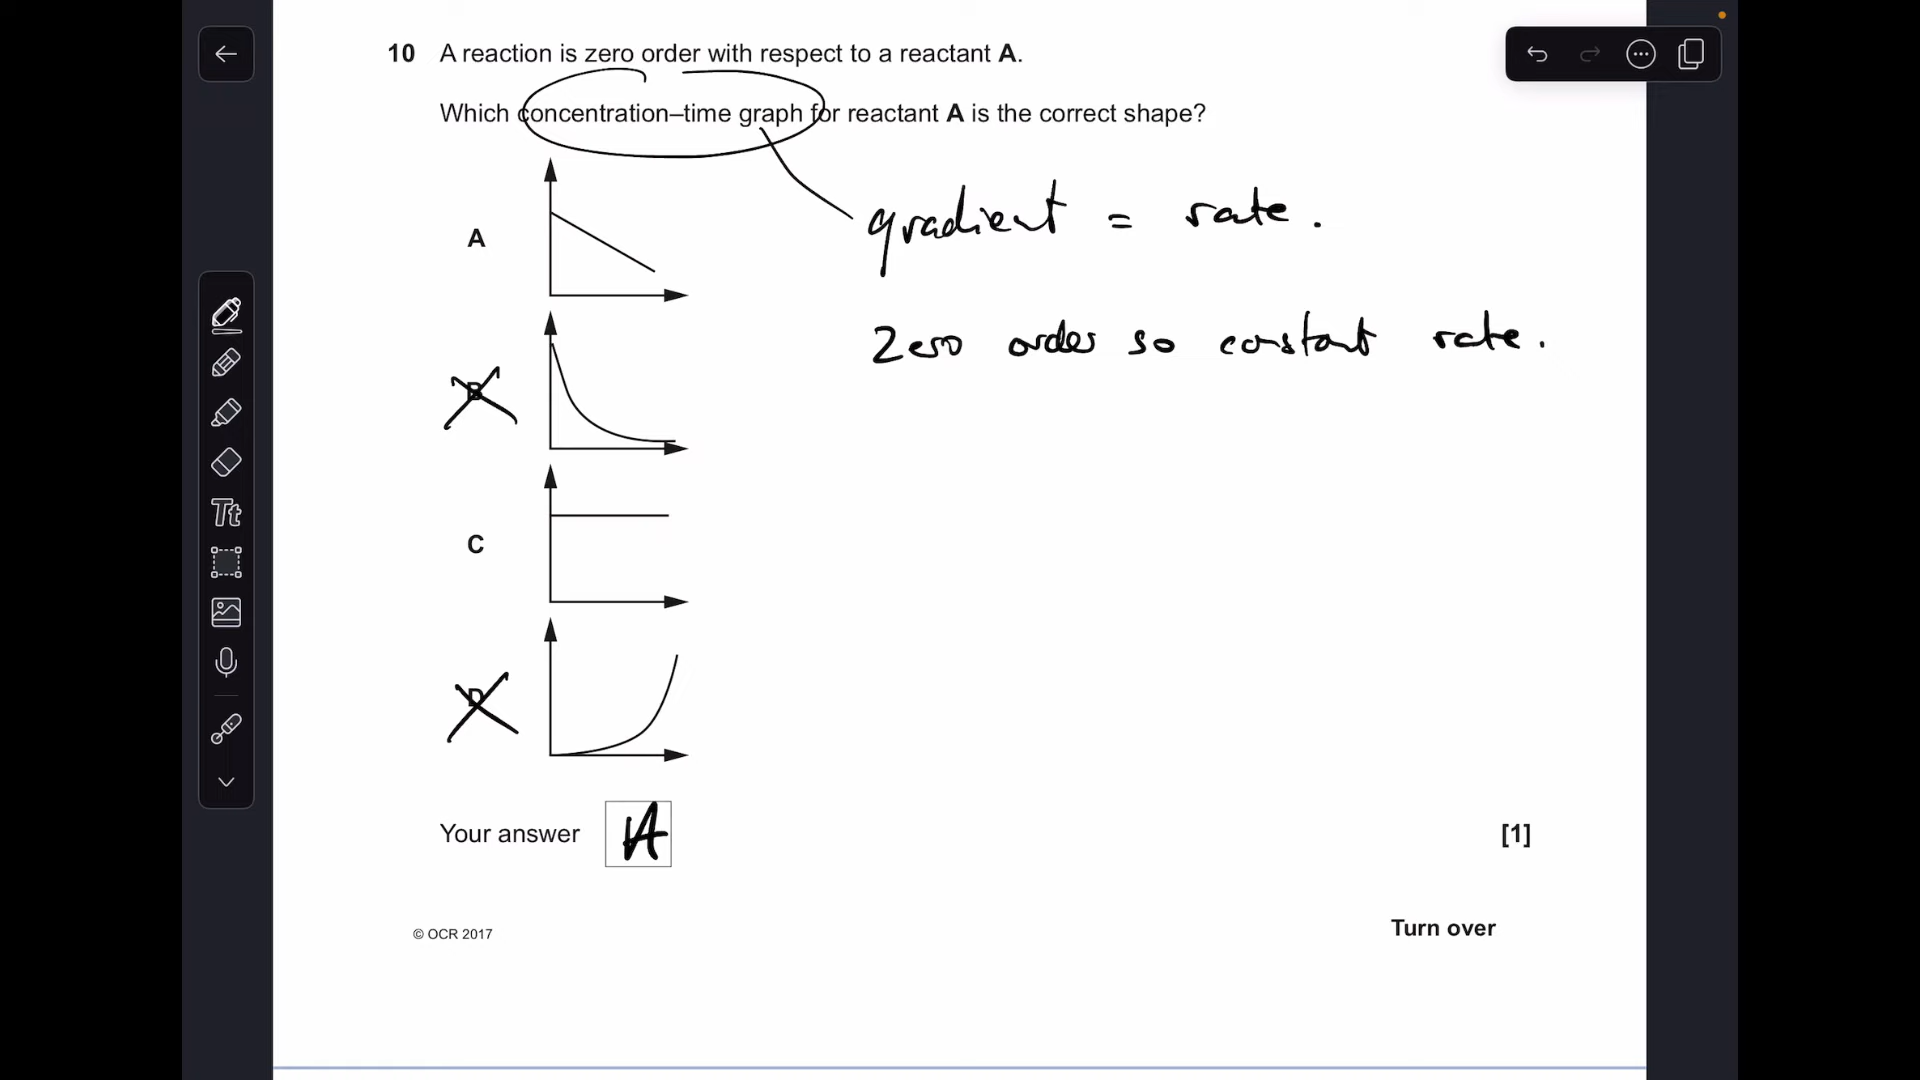 10 A reaction is zero order with respect to a reactant A.
Which concentration–time graph for reactant A is the correct shape?
gradient = rate.
A
Zero order so constant rate.
B
C
D
Your answer A [1]
© OCR 2017
Turn over
Tt